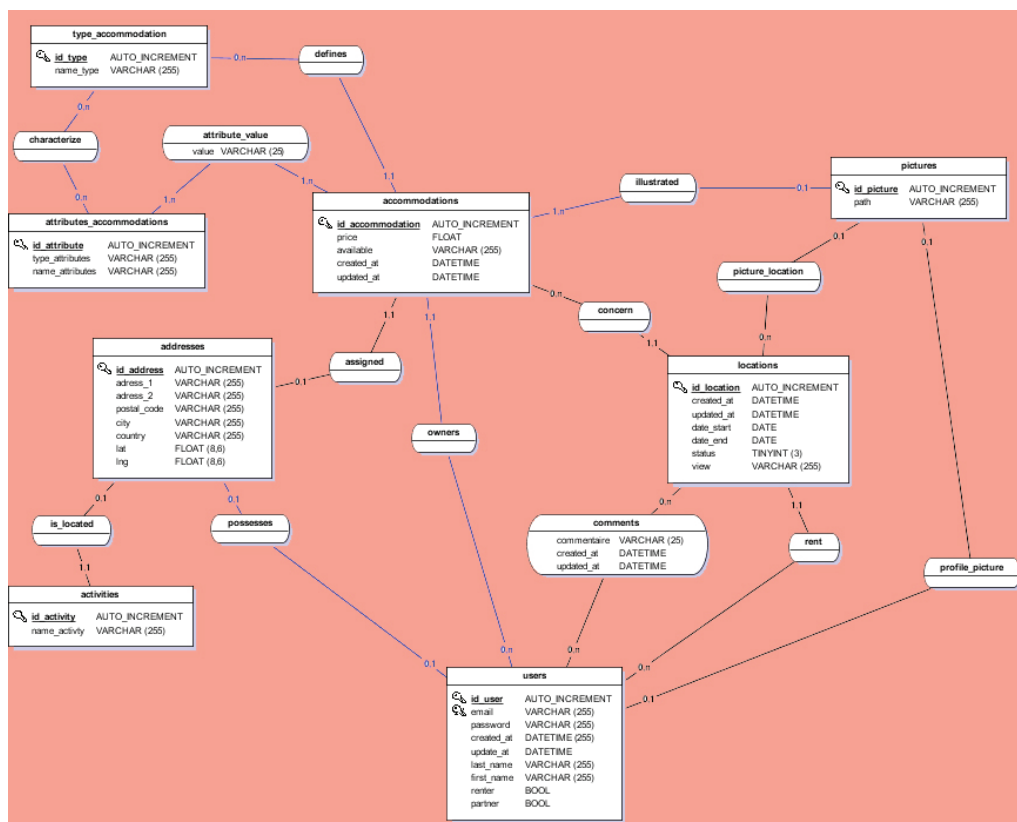 type_accommodation
id_type AUTO_INCREMENT
name_type VARCHAR (255)
0.n
defines
0.n
characterize
attribute_value
value VARCHAR (25)
0.n
1.n
1.n
1.1
attributes_accommodations
id_attribute AUTO_INCREMENT
type_attributes VARCHAR (255)
name_attributes VARCHAR (255)
accommodations
id_accommodation AUTO_INCREMENT
price FLOAT
available VARCHAR (255)
created_at DATETIME
updated_at DATETIME
illustrated
1.n
0.1
pictures
id_picture AUTO_INCREMENT
path VARCHAR (255)
0.1
0.1
picture_location
0.n
0.n
concern
1.1
1.1
assigned
0.1
1.1
owners
0.n
addresses
id_address AUTO_INCREMENT
adress_1 VARCHAR (255)
adress_2 VARCHAR (255)
postal_code VARCHAR (255)
city VARCHAR (255)
country VARCHAR (255)
lat FLOAT (8,6)
lng FLOAT (8,6)
locations
id_location AUTO_INCREMENT
created_at DATETIME
updated_at DATETIME
date_start DATE
date_end DATE
status TINYINT (3)
view VARCHAR (255)
0.1
0.1
is_located
possesses
1.1
0.1
0.n
1.1
comments
commentaire VARCHAR (25)
created_at DATETIME
updated_at DATETIME
rent
profile_picture
activities
id_activity AUTO_INCREMENT
name_activty VARCHAR (255)
0.n
0.n
0.1
users
id_user AUTO_INCREMENT
email VARCHAR (255)
password VARCHAR (255)
created_at DATETIME (255)
update_at DATETIME
last_name VARCHAR (255)
first_name VARCHAR (255)
renter BOOL
partner BOOL